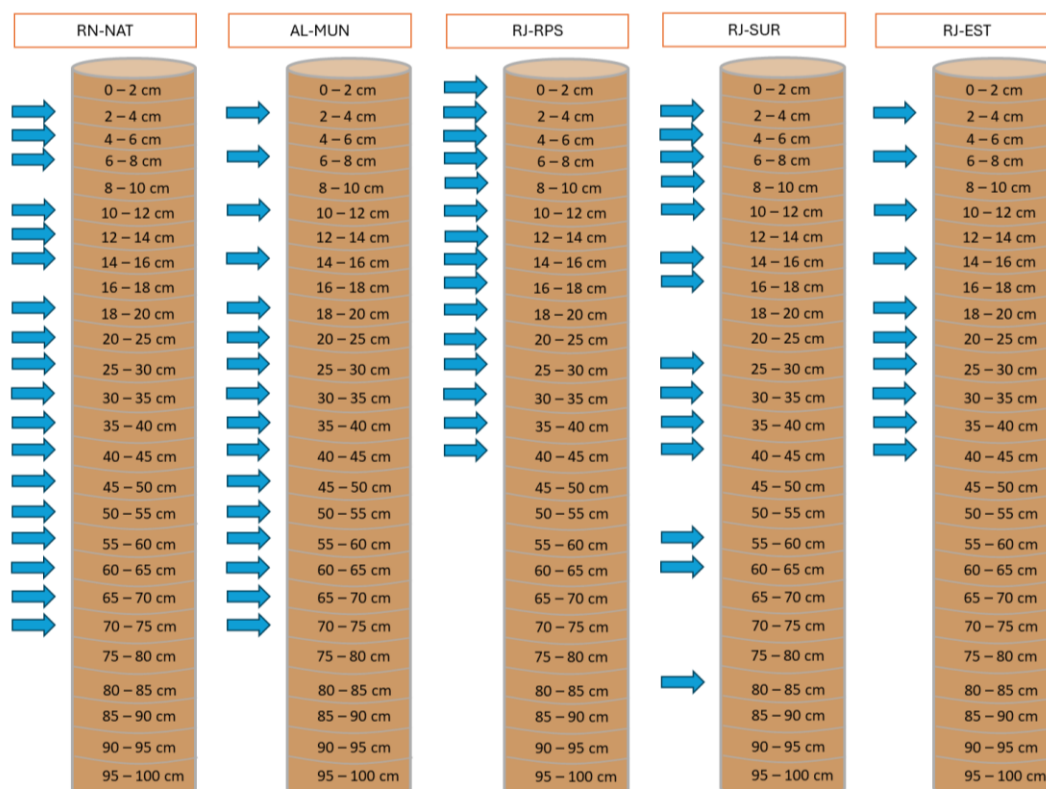 RN-NAT AL-MUN RJ-RPS RJ-SUR RJ-EST
0 – 2 cm 0 – 2 cm 0 – 2 cm 0 – 2 cm 0 – 2 cm
2 – 4 cm 2 – 4 cm 2 – 4 cm 2 – 4 cm 2 – 4 cm
4 – 6 cm 4 – 6 cm 4 – 6 cm 4 – 6 cm 4 – 6 cm
6 – 8 cm 6 – 8 cm 6 – 8 cm 6 – 8 cm 6 – 8 cm
8 – 10 cm 8 – 10 cm 8 – 10 cm 8 – 10 cm 8 – 10 cm
10 – 12 cm 10 – 12 cm 10 – 12 cm 10 – 12 cm 10 – 12 cm
12 – 14 cm 12 – 14 cm 12 – 14 cm 12 – 14 cm 12 – 14 cm
14 – 16 cm 14 – 16 cm 14 – 16 cm 14 – 16 cm 14 – 16 cm
16 – 18 cm 16 – 18 cm 16 – 18 cm 16 – 18 cm 16 – 18 cm
18 – 20 cm 18 – 20 cm 18 – 20 cm 18 – 20 cm 18 – 20 cm
20 – 25 cm 20 – 25 cm 20 – 25 cm 20 – 25 cm 20 – 25 cm
25 – 30 cm 25 – 30 cm 25 – 30 cm 25 – 30 cm 25 – 30 cm
30 – 35 cm 30 – 35 cm 30 – 35 cm 30 – 35 cm 30 – 35 cm
35 – 40 cm 35 – 40 cm 35 – 40 cm 35 – 40 cm 35 – 40 cm
40 – 45 cm 40 – 45 cm 40 – 45 cm 40 – 45 cm 40 – 45 cm
45 – 50 cm 45 – 50 cm 45 – 50 cm 45 – 50 cm 45 – 50 cm
50 – 55 cm 50 – 55 cm 50 – 55 cm 50 – 55 cm 50 – 55 cm
55 – 60 cm 55 – 60 cm 55 – 60 cm 55 – 60 cm 55 – 60 cm
60 – 65 cm 60 – 65 cm 60 – 65 cm 60 – 65 cm 60 – 65 cm
65 – 70 cm 65 – 70 cm 65 – 70 cm 65 – 70 cm 65 – 70 cm
70 – 75 cm 70 – 75 cm 70 – 75 cm 70 – 75 cm 70 – 75 cm
75 – 80 cm 75 – 80 cm 75 – 80 cm 75 – 80 cm 75 – 80 cm
80 – 85 cm 80 – 85 cm 80 – 85 cm 80 – 85 cm 80 – 85 cm
85 – 90 cm 85 – 90 cm 85 – 90 cm 85 – 90 cm 85 – 90 cm
90 – 95 cm 90 – 95 cm 90 – 95 cm 90 – 95 cm 90 – 95 cm
95 – 100 cm 95 – 100 cm 95 – 100 cm 95 – 100 cm 95 – 100 cm